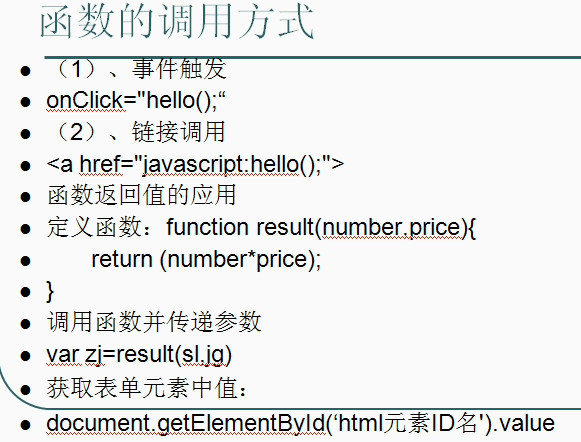 函数的调用方式
（1）、事件触发
onClick="hello();“
（2）、链接调用
<a href="javascript:hello();">
函数返回值的应用
定义函数：function result(number,price){
return (number*price);
}
调用函数并传递参数
var zj=result(sl,jg)
获取表单元素中值：
document.getElementById(‘html元素ID名').value